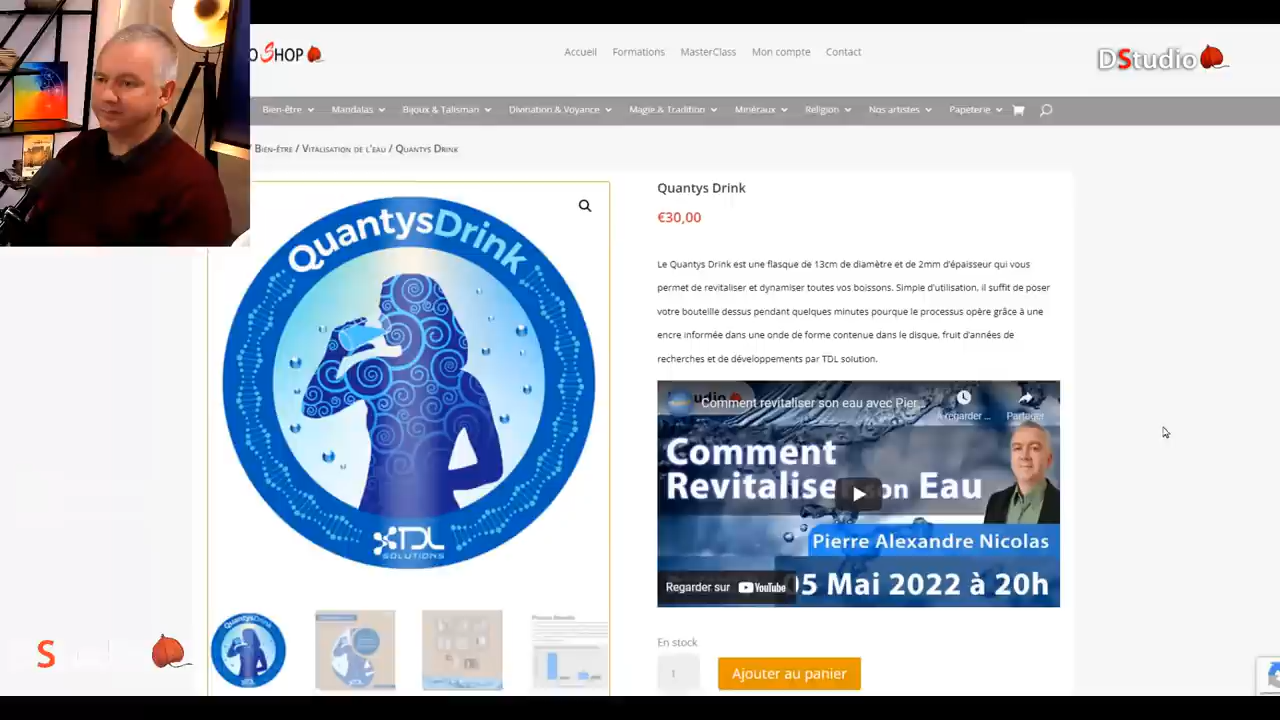 O SHOP
Accueil Formations MasterClass Mon compte Contact
DStudio
Bien-être Mandalas Bijoux & Talisman Divination & Voyance Magie & Tradition Minéraux Religion Nos artistes Papeterie
Bien-être / Vitalisation de l'eau / Quantys Drink
QuantysDrink
TDL
SOLUTIONS
Quantys Drink
€30,00
Le Quantys Drink est une flasque de 13cm de diamètre et de 2mm d'épaisseur qui vous
permet de revitaliser et dynamiser toutes vos boissons. Simple d'utilisation, il suffit de poser
votre bouteille dessus pendant quelques minutes pourque le processus opère grâce à une
encre informée dans une onde de forme contenue dans le disque, fruit d'années de
recherches et de développements par TDL solution.
Comment revitaliser son eau avec Pier...
À regarder ... Partager
Comment
Revitaliser son Eau
Pierre Alexandre Nicolas
05 Mai 2022 à 20h
Regarder sur YouTube
En stock
1
Ajouter au panier
S